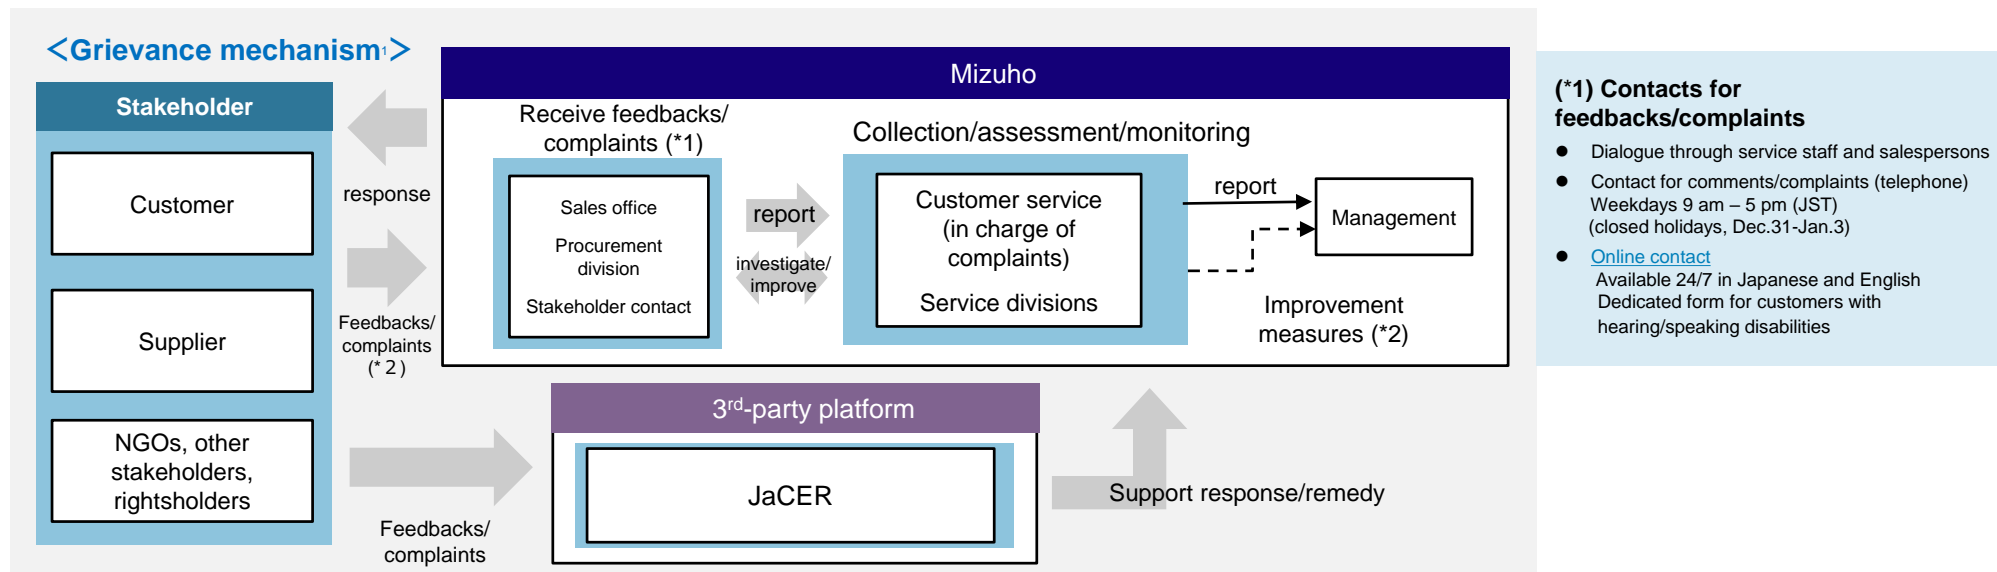 <Grievance mechanism1>
Stakeholder
Customer
Supplier
NGOs, other
stakeholders,
rightsholders
response
Feedbacks/
complaints
(*2)
Feedbacks/
complaints
Mizuho
Receive feedbacks/
complaints (*1)
Sales office
Procurement
division
Stakeholder contact
report
investigate/
improve
Collection/assessment/monitoring
Customer service
(in charge of
complaints)
Service divisions
report
Management
Improvement
measures (*2)
3rd-party platform
JaCER
Support response/remedy
(*1) Contacts for
feedbacks/complaints
● Dialogue through service staff and salespersons
● Contact for comments/complaints (telephone)
Weekdays 9 am – 5 pm (JST)
(closed holidays, Dec.31-Jan.3)
● Online contact
Available 24/7 in Japanese and English
Dedicated form for customers with
hearing/speaking disabilities